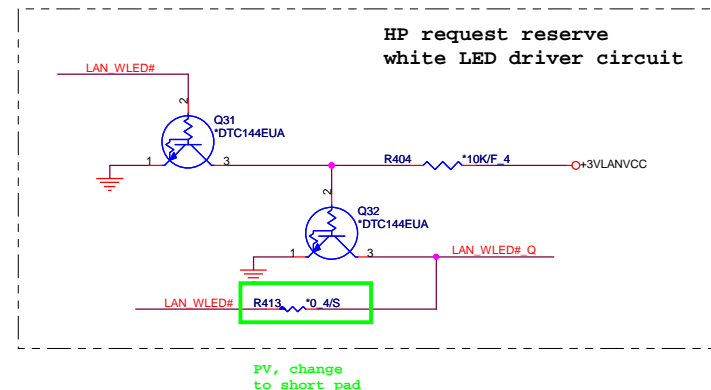 HP request reserve
white LED driver circuit
LAN_WLED#
2
Q31
*DTC144EUA
1
3
R404
*10K/F_4
+3VLANVCC
2
Q32
*DTC144EUA
1
3
LAN_WLED#_Q
LAN_WLED#
R413
*0_4/S
PV, change
to short pad